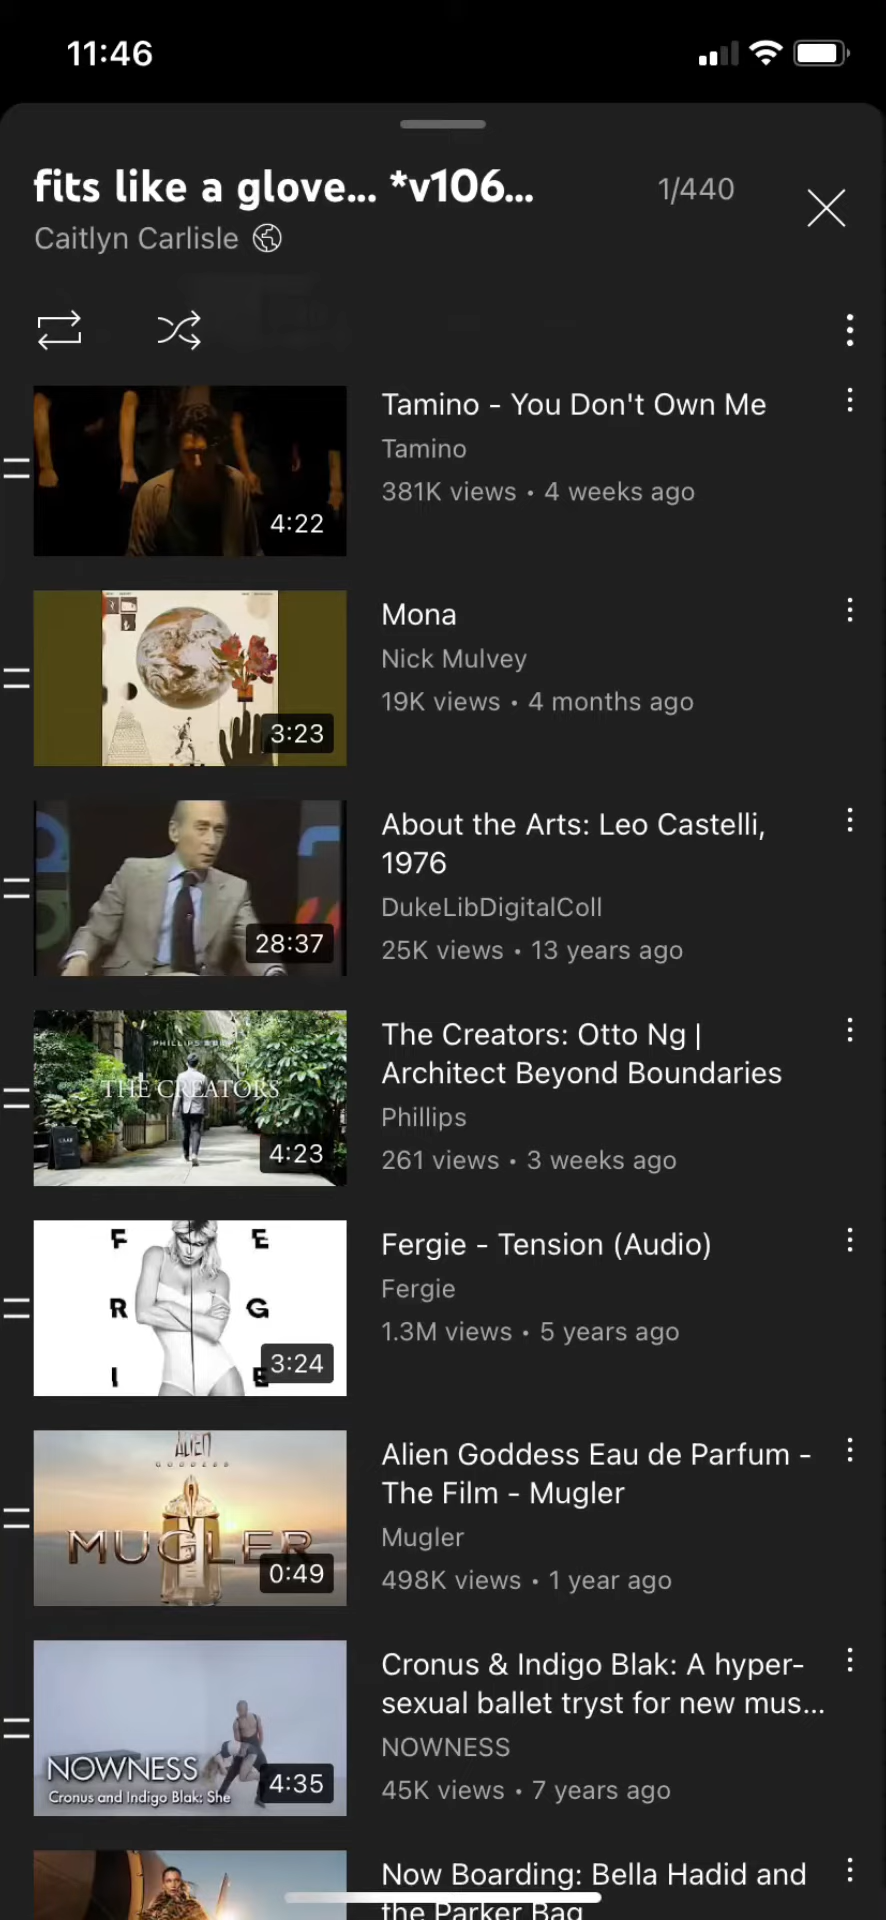 11:46
fits like a glove... *v106...
1/440
Caitlyn Carlisle
4:22
Tamino - You Don't Own Me
Tamino
381K views • 4 weeks ago
3:23
Mona
Nick Mulvey
19K views • 4 months ago
28:37
About the Arts: Leo Castelli,
1976
DukeLibDigitalColl
25K views • 13 years ago
PHILLIPS
THE CREATORS
4:23
The Creators: Otto Ng |
Architect Beyond Boundaries
Phillips
261 views • 3 weeks ago
F E
R G
I E
3:24
Fergie - Tension (Audio)
Fergie
1.3M views • 5 years ago
ALIEN
GODDESS
MUGLER
0:49
Alien Goddess Eau de Parfum -
The Film - Mugler
Mugler
498K views • 1 year ago
NOWNESS
Cronus and Indigo Blak: She
4:35
Cronus & Indigo Blak: A hyper-
sexual ballet tryst for new mus...
NOWNESS
45K views • 7 years ago
Now Boarding: Bella Hadid and
the Parker Bag